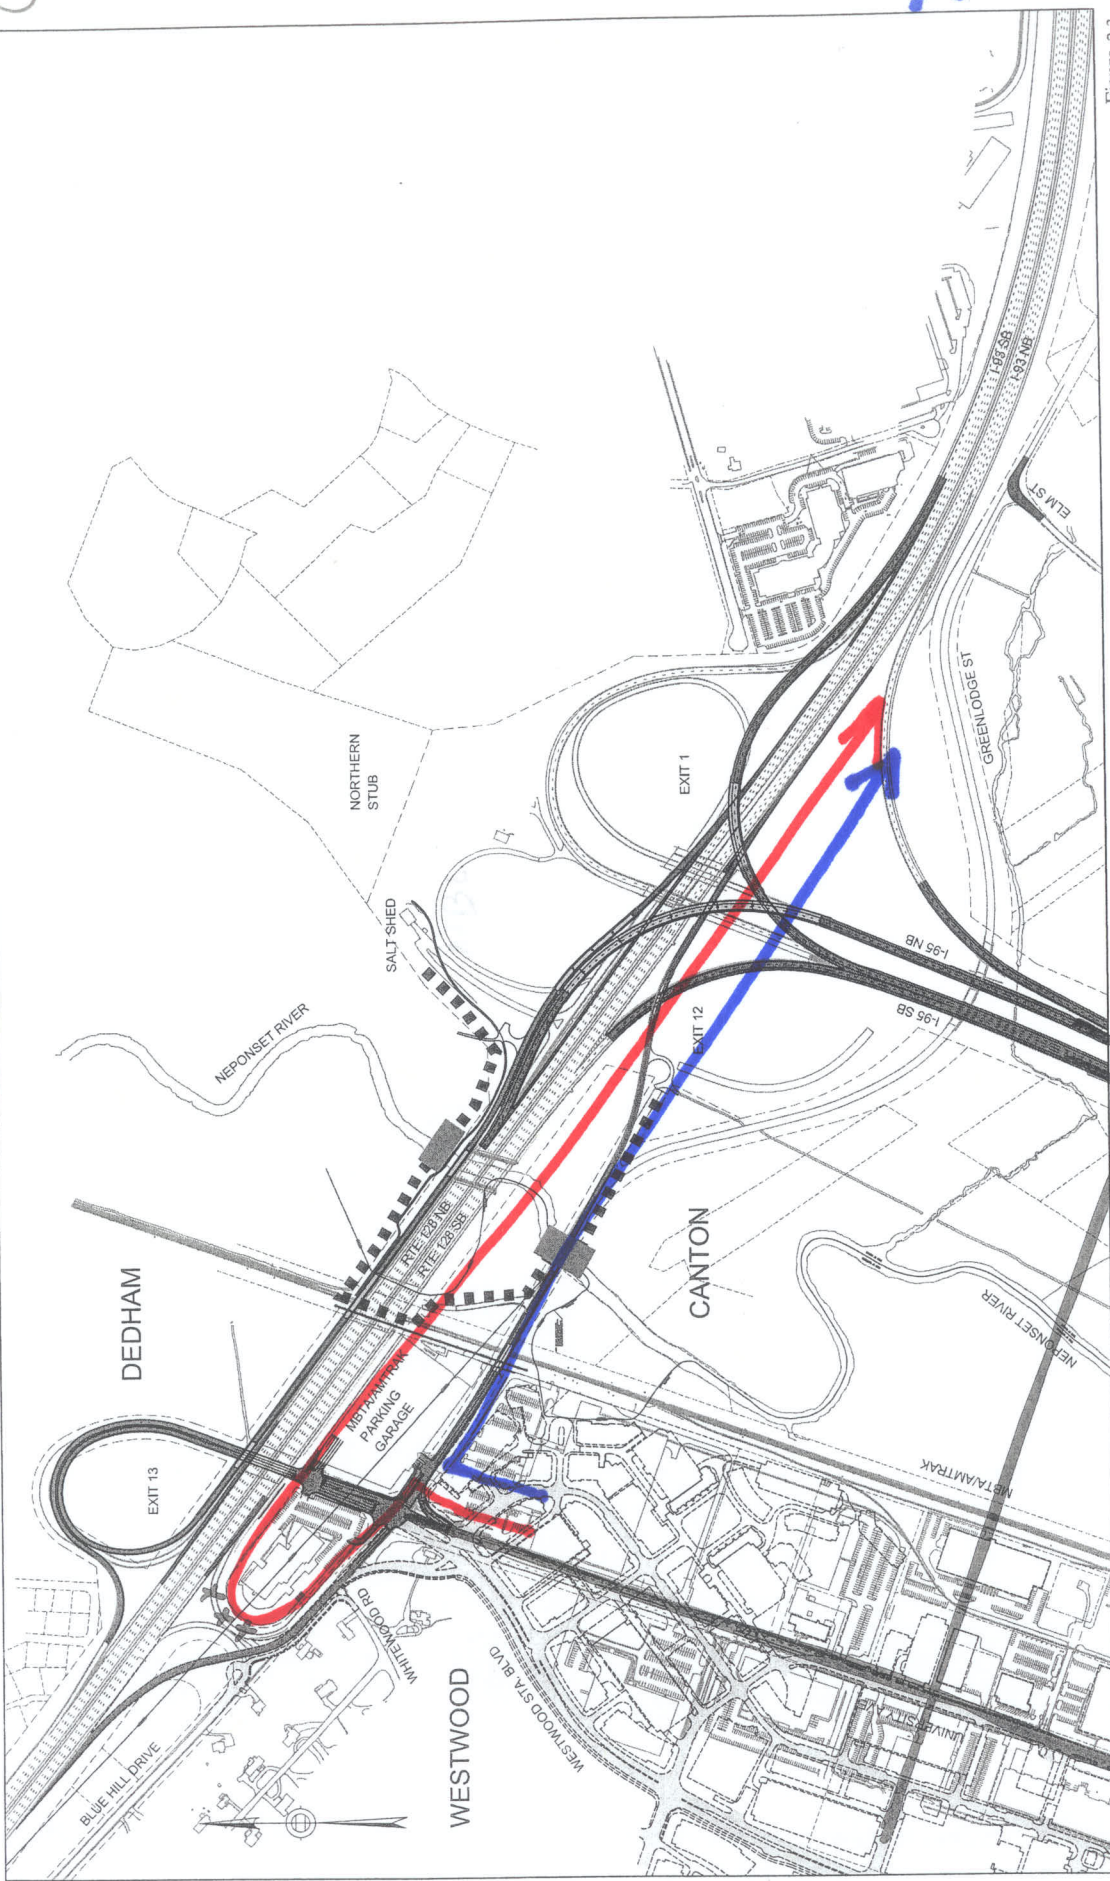 DEDHAM
EXIT 13
NEPONSET RIVER
NORTHERN
STUB
SALT SHED
EXIT 1
RTE 128 NB
RTE 128 SB
MBTA/AMTRAK
PARKING
GARAGE
BLUE HILL DRIVE
WHITEWOOD RD
WESTWOOD
WESTWOOD STA. BLVD
UNIVERSITY AVE
MBTA/AMTRAK
CANTON
NEPONSET RIVER
EXIT 12
I-95 SB
I-95 NB
GREENLODGE ST
ELM ST
I-93 SB
I-93 NB